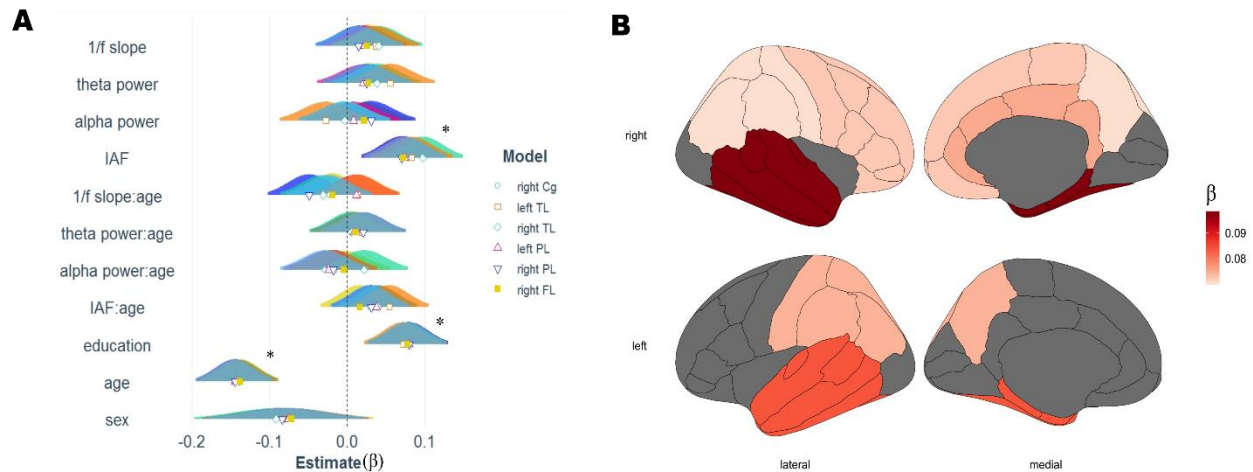 A
1/f slope
theta power
alpha power
IAF
*
1/f slope:age
theta power:age
alpha power:age
IAF:age
education
*
age
*
sex
-0.2 -0.1 0.0 0.1
Estimate(β)
Model
right Cg
left TL
right TL
left PL
right PL
right FL
B
right
left
lateral medial
β
0.09
0.08